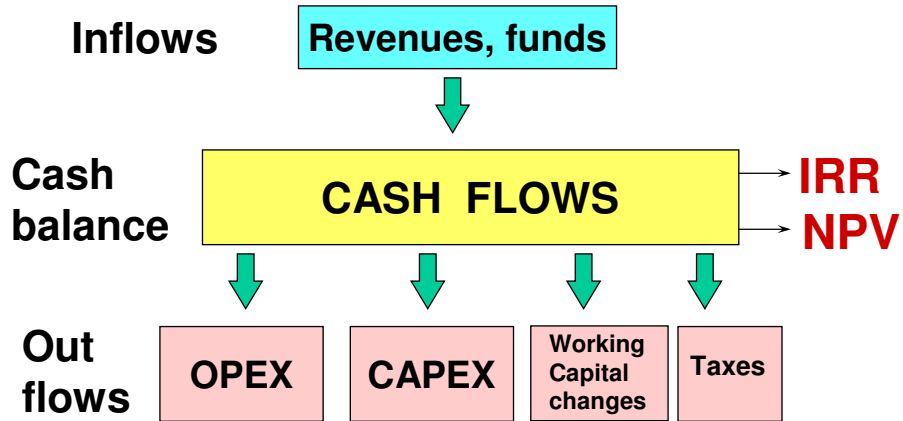 Inflows
Revenues, funds
Cash
balance
CASH FLOWS
IRR
NPV
Out
flows
OPEX
CAPEX
Working
Capital
changes
Taxes